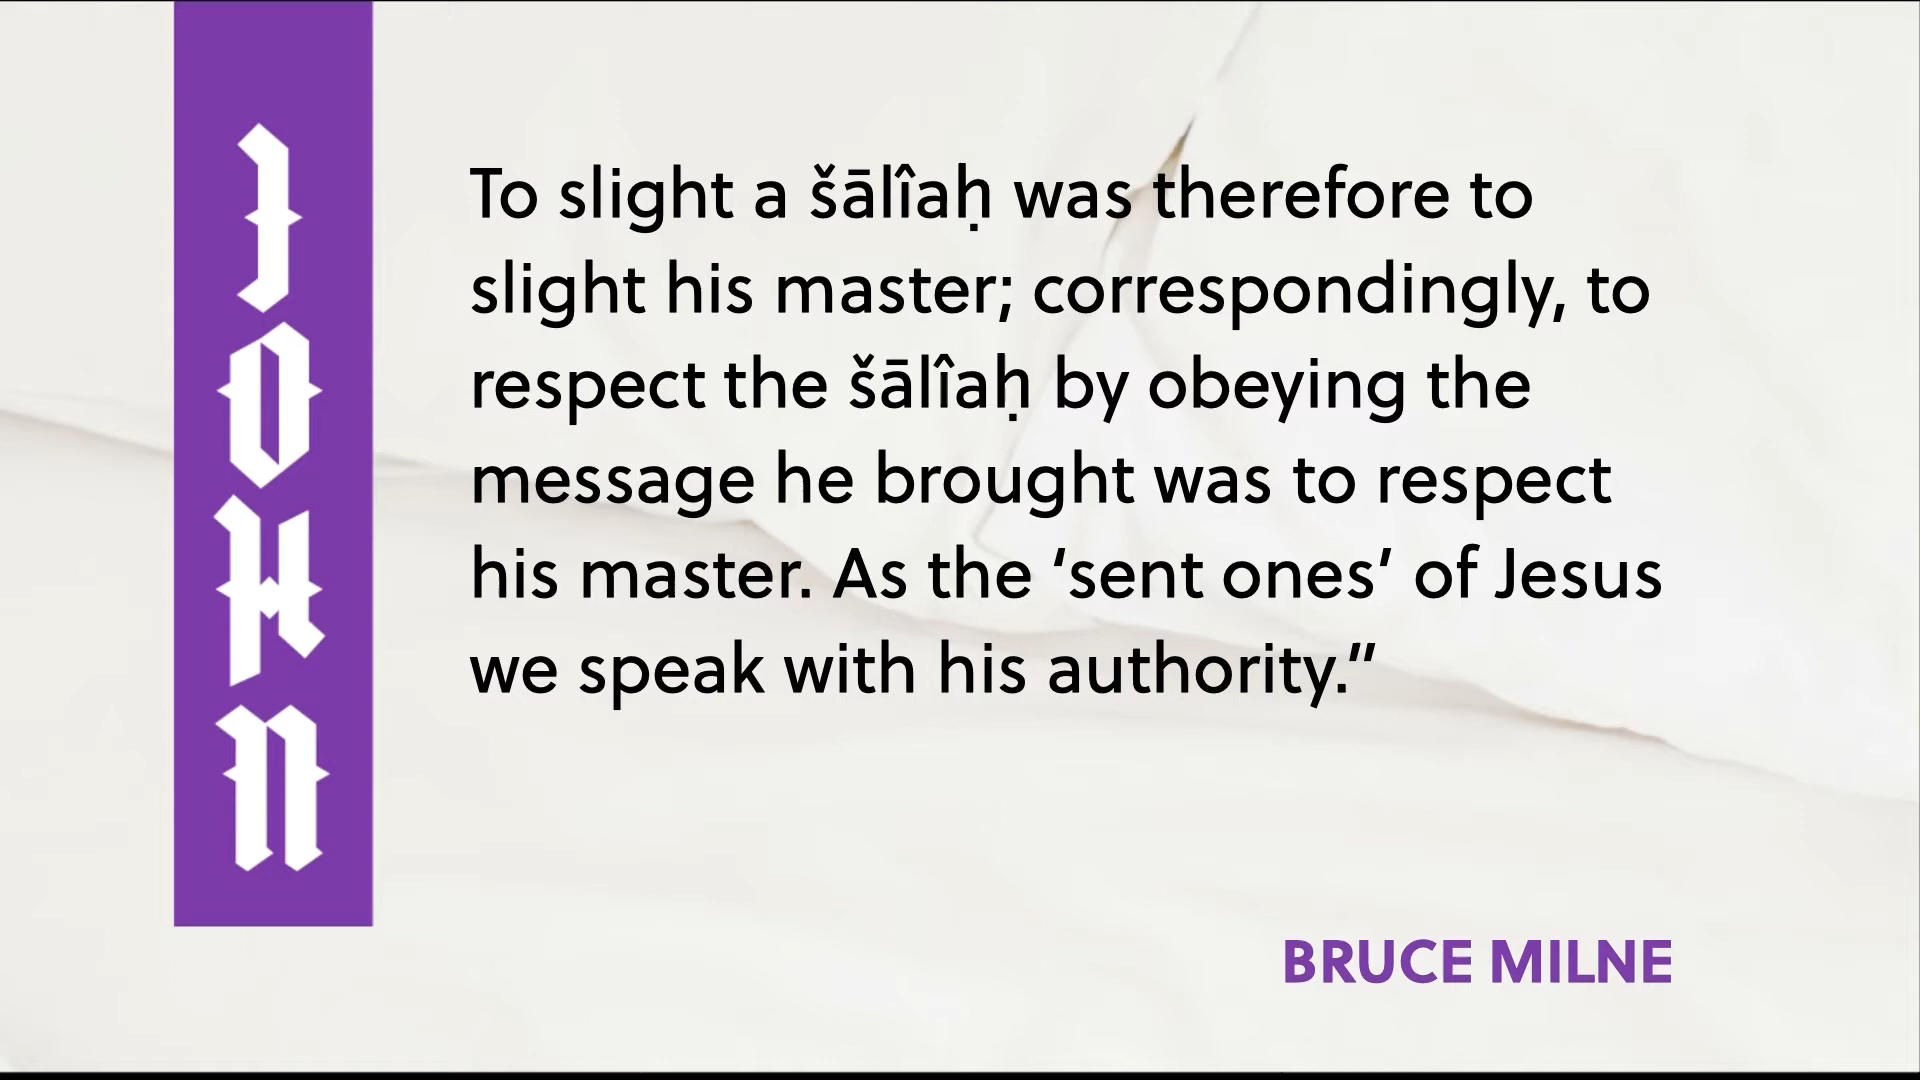 JOHN
To slight a šālîaḥ was therefore to
slight his master; correspondingly, to
respect the šālîaḥ by obeying the
message he brought was to respect
his master. As the ‘sent ones’ of Jesus
we speak with his authority.”
BRUCE MILNE